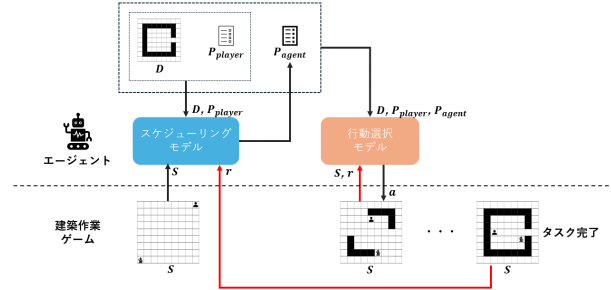 D
P_player
P_agent
D, P_player
D, P_player, P_agent
スケジューリング
モデル
行動選択
モデル
エージェント
S
r
S, r
a
建築作業
ゲーム
・・・
タスク完了
S
S
S